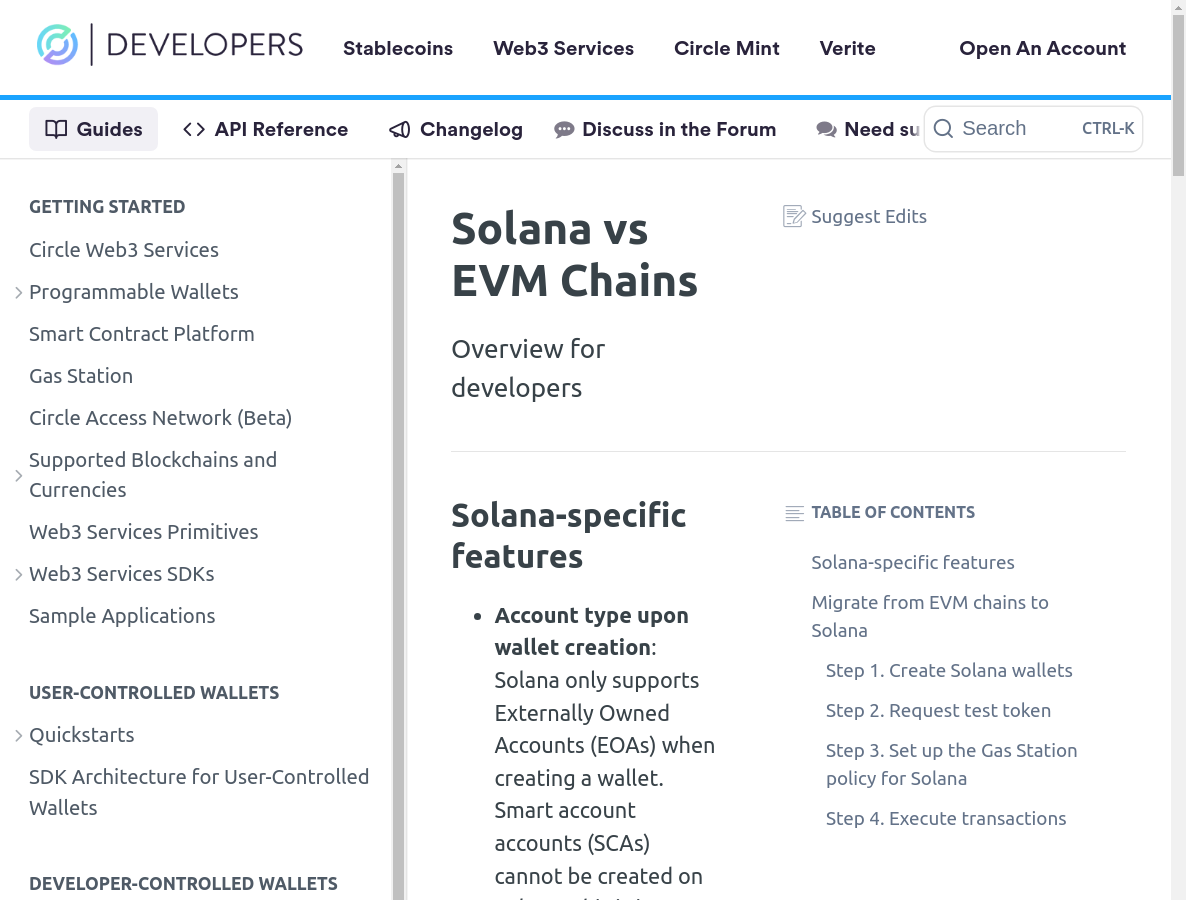 DEVELOPERS
Stablecoins
Web3 Services
Circle Mint
Verite
Open An Account
Guides
API Reference
Changelog
Discuss in the Forum
Need su
Search
CTRL-K
GETTING STARTED
Circle Web3 Services
Programmable Wallets
Smart Contract Platform
Gas Station
Circle Access Network (Beta)
Supported Blockchains and
Currencies
Web3 Services Primitives
Web3 Services SDKs
Sample Applications
USER-CONTROLLED WALLETS
Quickstarts
SDK Architecture for User-Controlled
Wallets
DEVELOPER-CONTROLLED WALLETS
Solana vs
EVM Chains
Overview for
developers
Suggest Edits
Solana-specific
features
• Account type upon
wallet creation:
Solana only supports
Externally Owned
Accounts (EOAs) when
creating a wallet.
Smart account
accounts (SCAs)
cannot be created on
TABLE OF CONTENTS
Solana-specific features
Migrate from EVM chains to
Solana
Step 1. Create Solana wallets
Step 2. Request test token
Step 3. Set up the Gas Station
policy for Solana
Step 4. Execute transactions